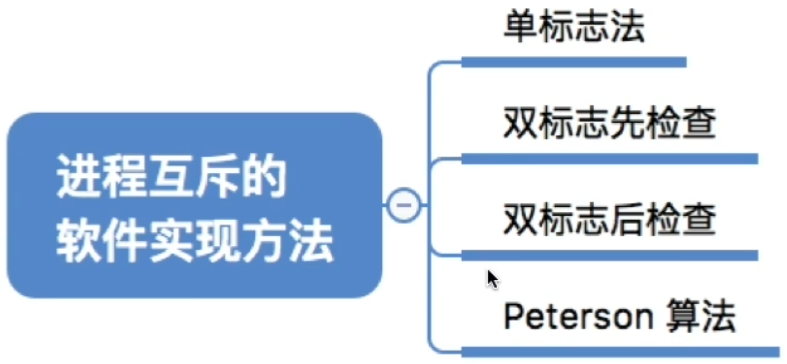 进程互斥的
软件实现方法
单标志法
双标志先检查
双标志后检查
Peterson 算法